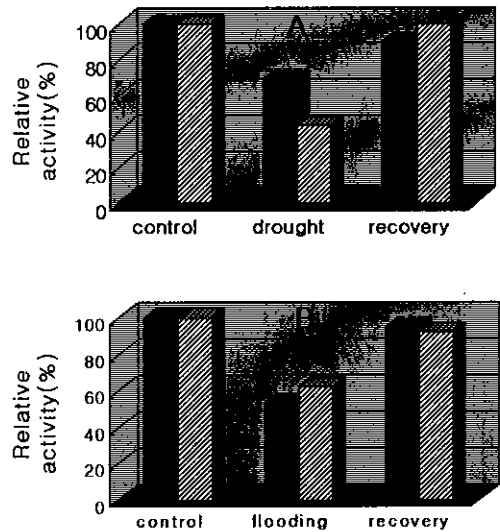 A
Relative
activity(%)
100
80
60
40
20
0
control drought recovery
Relative
activity(%)
100
80
60
40
20
0
control flooding recovery